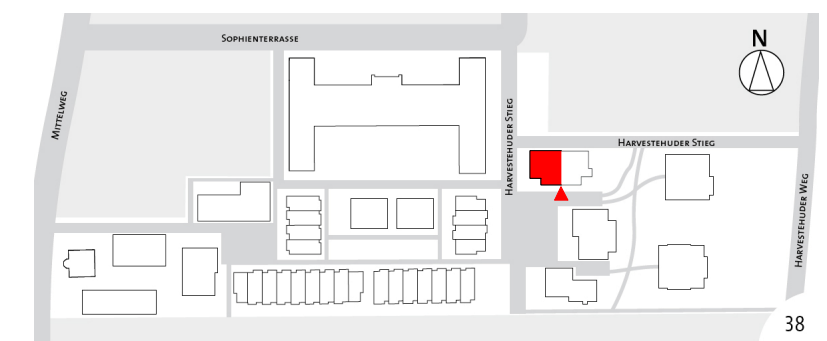 Sophienterrasse
N
Mittelweg
Harvestehuder Stieg
Harvestehuder Stieg
Harvestehuder Weg
38